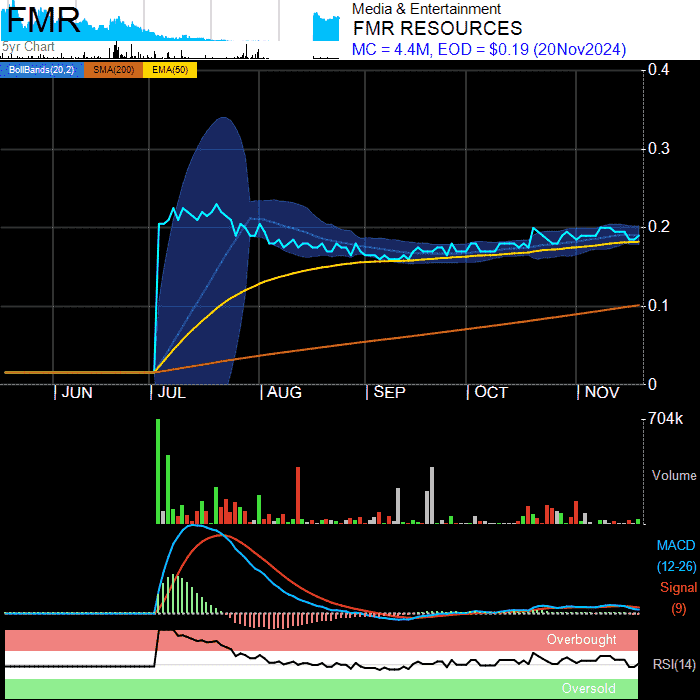 FMR
5yr Chart
Media & Entertainment
FMR RESOURCES
MC = 4.4M, EOD = $0.19 (20Nov2024)
BollBands(20,2) SMA(200) EMA(50)
0.4
0.3
0.2
0.1
0
JUN JUL AUG SEP OCT NOV
704k
Volume
MACD
(12-26)
Signal
(9)
Overbought
RSI(14)
Oversold